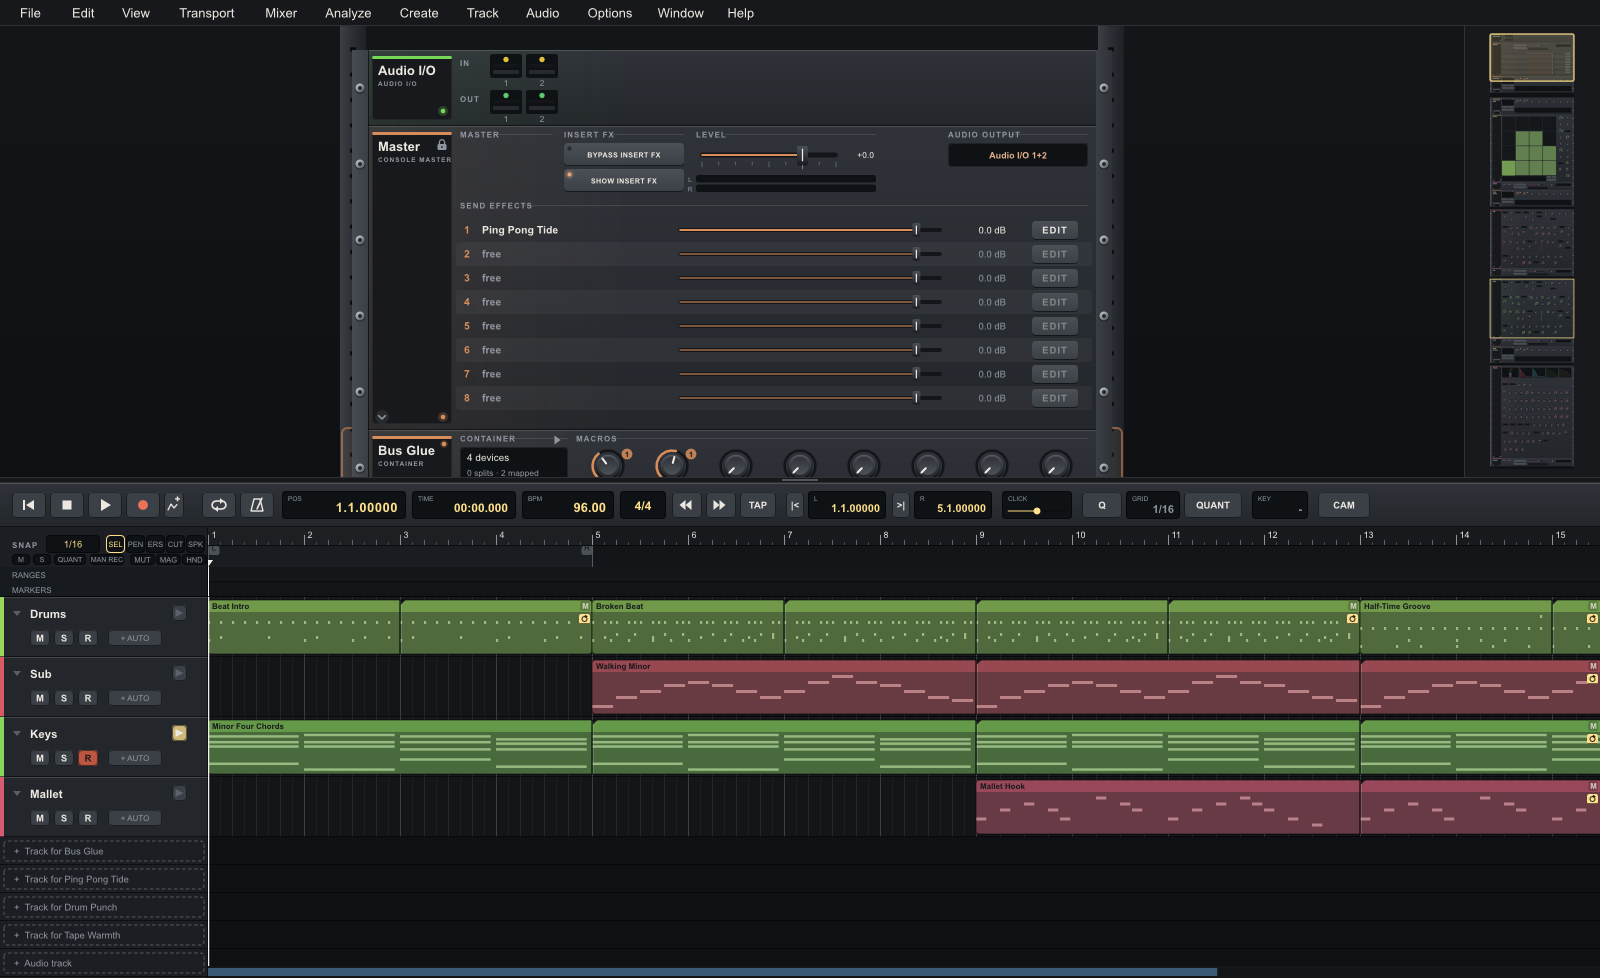 File Edit View Transport Mixer Analyze Create Track Audio Options Window Help
Audio I/O
AUDIO I/O
IN
1 2
OUT
1 2
Master
CONSOLE MASTER
MASTER INSERT FX LEVEL AUDIO OUTPUT
BYPASS INSERT FX +0.0 Audio I/O 1+2
SHOW INSERT FX L
R
SEND EFFECTS
1 Ping Pong Tide 0.0 dB EDIT
2 free 0.0 dB EDIT
3 free 0.0 dB EDIT
4 free 0.0 dB EDIT
5 free 0.0 dB EDIT
6 free 0.0 dB EDIT
7 free 0.0 dB EDIT
8 free 0.0 dB EDIT
Bus Glue
CONTAINER
CONTAINER MACROS
4 devices 1 1
0 splits · 2 mapped
POS 1.1.00000 TIME 00:00.000 BPM 96.00 4/4 TAP |< L 1.1.00000 >| R 5.1.00000 CLICK Q GRID 1/16 QUANT KEY - CAM
SNAP 1/16 SEL PEN ERS CUT SPK
M S QUANT MAN REC MUT MAG HND
1 2 3 4 5 6 7 8 9 10 11 12 13 14 15
L R
RANGES
MARKERS
Drums
M S R + AUTO
Beat Intro M Broken Beat M Half-Time Groove M
Sub
M S R + AUTO
Walking Minor M
Keys
M S R + AUTO
Minor Four Chords M
Mallet
M S R + AUTO
Mallet Hook M
+ Track for Bus Glue
+ Track for Ping Pong Tide
+ Track for Drum Punch
+ Track for Tape Warmth
+ Audio track